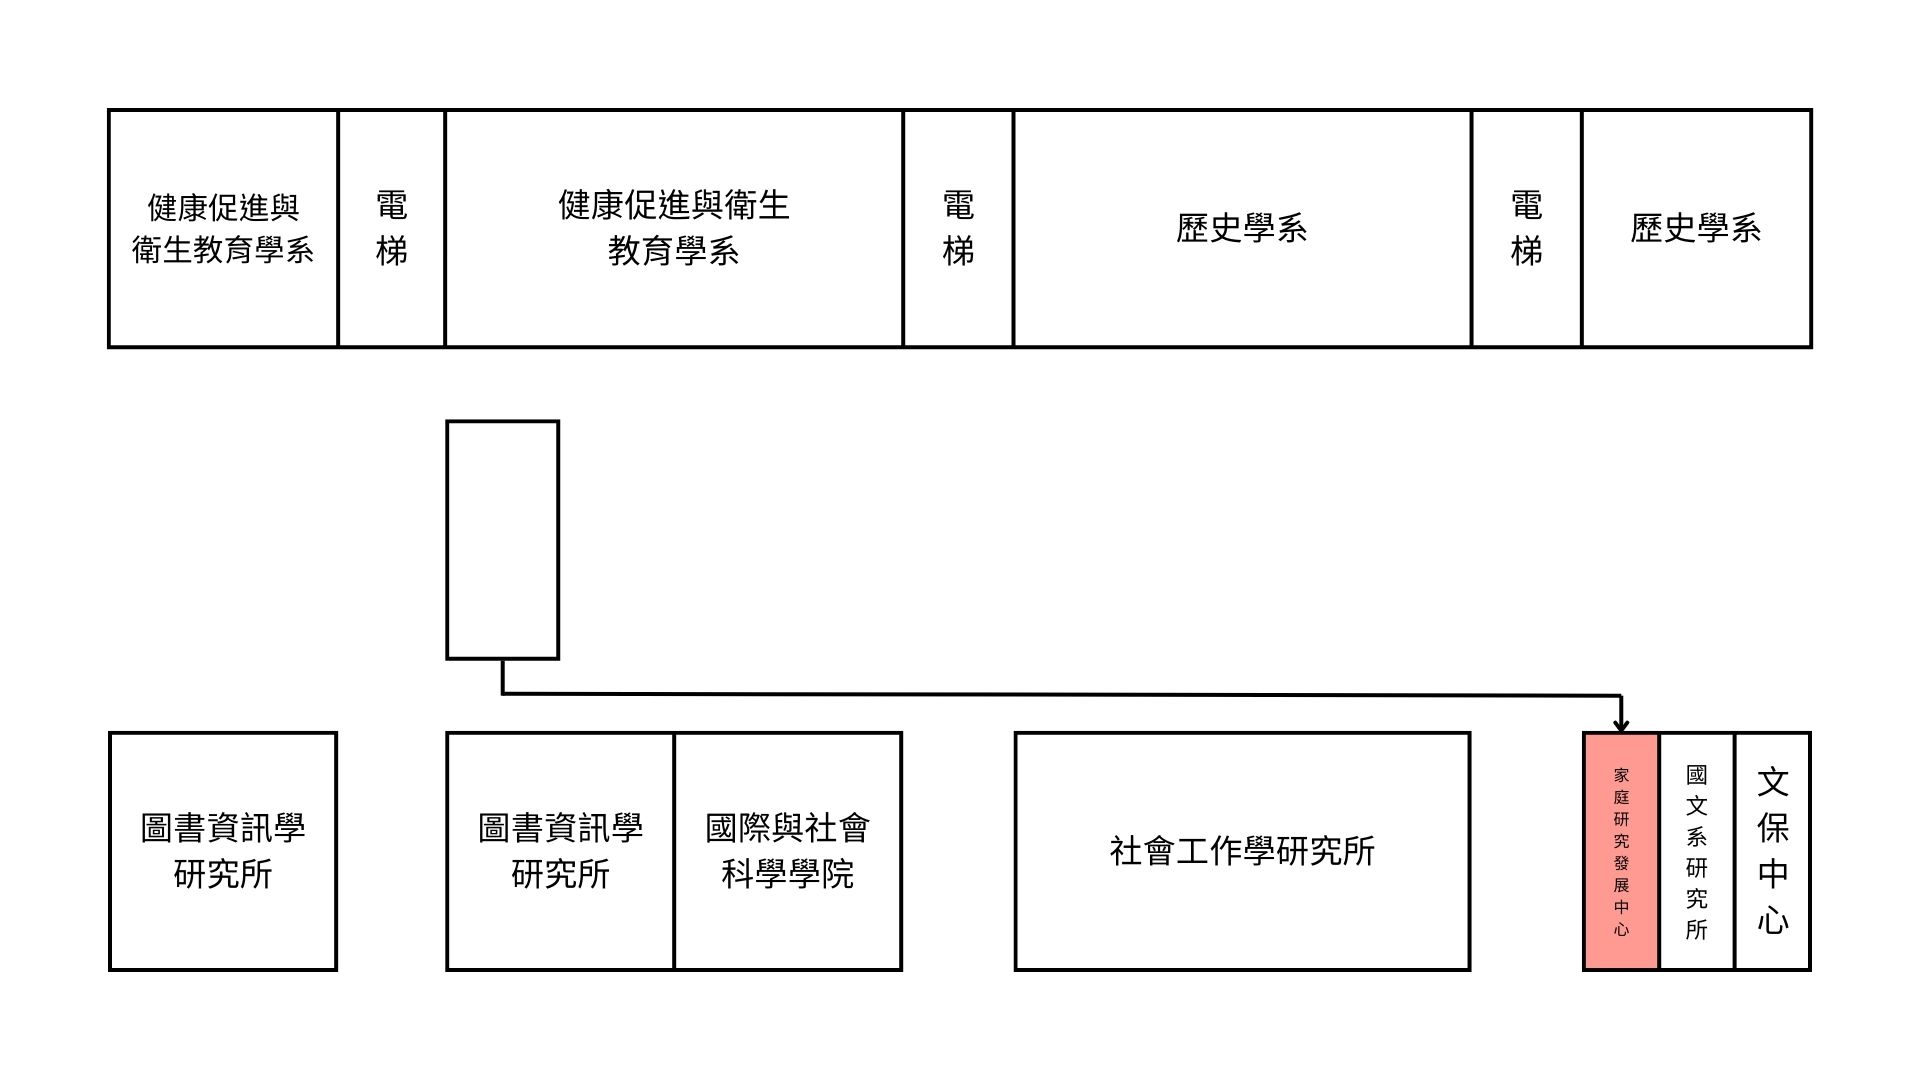 健康促進與
衛生教育學系
電
梯
健康促進與衛生
教育學系
電
梯
歷史學系
電
梯
歷史學系
圖書資訊學
研究所
圖書資訊學
研究所
國際與社會
科學學院
社會工作學研究所
家庭研究發展中心
國文系研究所
文保中心